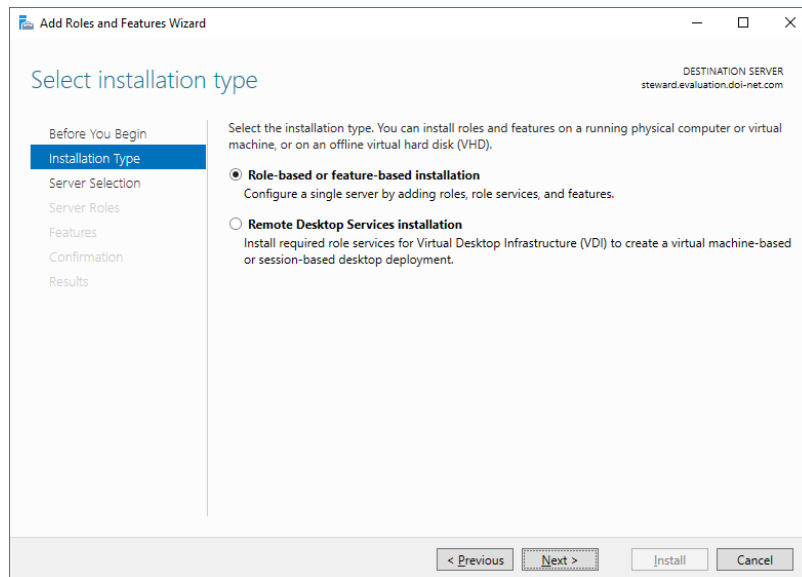 Add Roles and Features Wizard
Select installation type
DESTINATION SERVER
steward.evaluation.doi-net.com
Before You Begin
Installation Type
Server Selection
Server Roles
Features
Confirmation
Results
Select the installation type. You can install roles and features on a running physical computer or virtual
machine, or on an offline virtual hard disk (VHD).
Role-based or feature-based installation
Configure a single server by adding roles, role services, and features.
Remote Desktop Services installation
Install required role services for Virtual Desktop Infrastructure (VDI) to create a virtual machine-based
or session-based desktop deployment.
< Previous
Next >
Install
Cancel